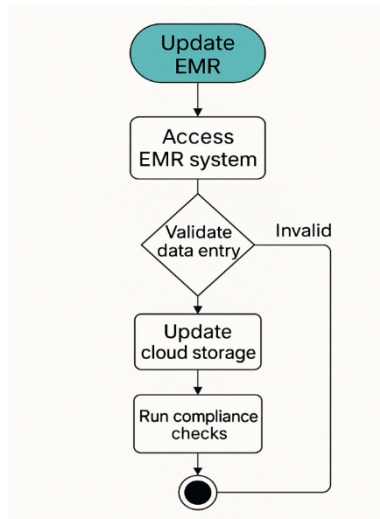 Update
EMR
Access
EMR system
Validate
data entry
Invalid
Update
cloud storage
Run compliance
checks